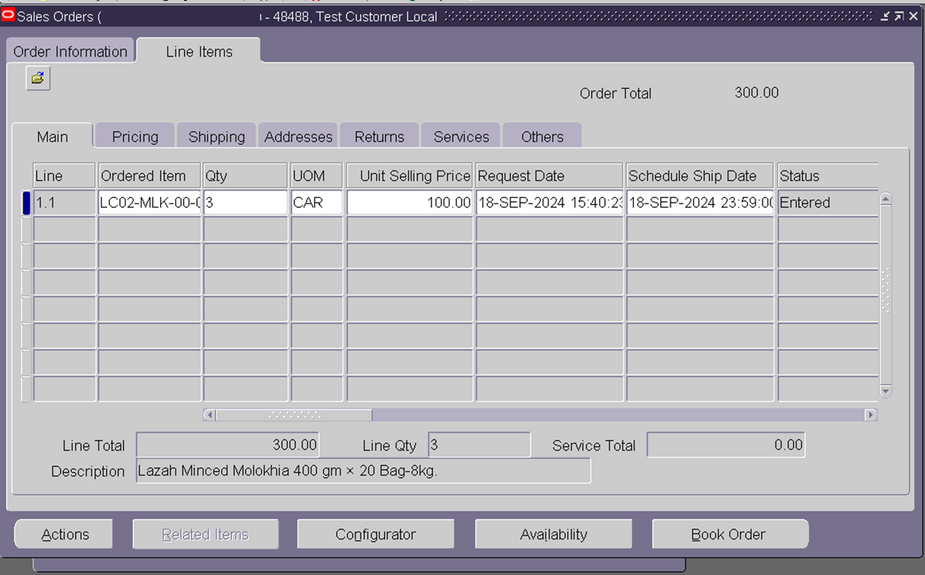 Sales Orders ( ı - 48488, Test Customer Local
Order Information Line Items
Order Total 300.00
Main Pricing Shipping Addresses Returns Services Others
Line Ordered Item Qty UOM Unit Selling Price Request Date Schedule Ship Date Status
1.1 LC02-MLK-00-0 3 CAR 100.00 18-SEP-2024 15:40:23 18-SEP-2024 23:59:00 Entered
Line Total 300.00 Line Qty 3 Service Total 0.00
Description Lazah Minced Molokhia 400 gm × 20 Bag-8kg.
Actions Related Items Configurator Availability Book Order